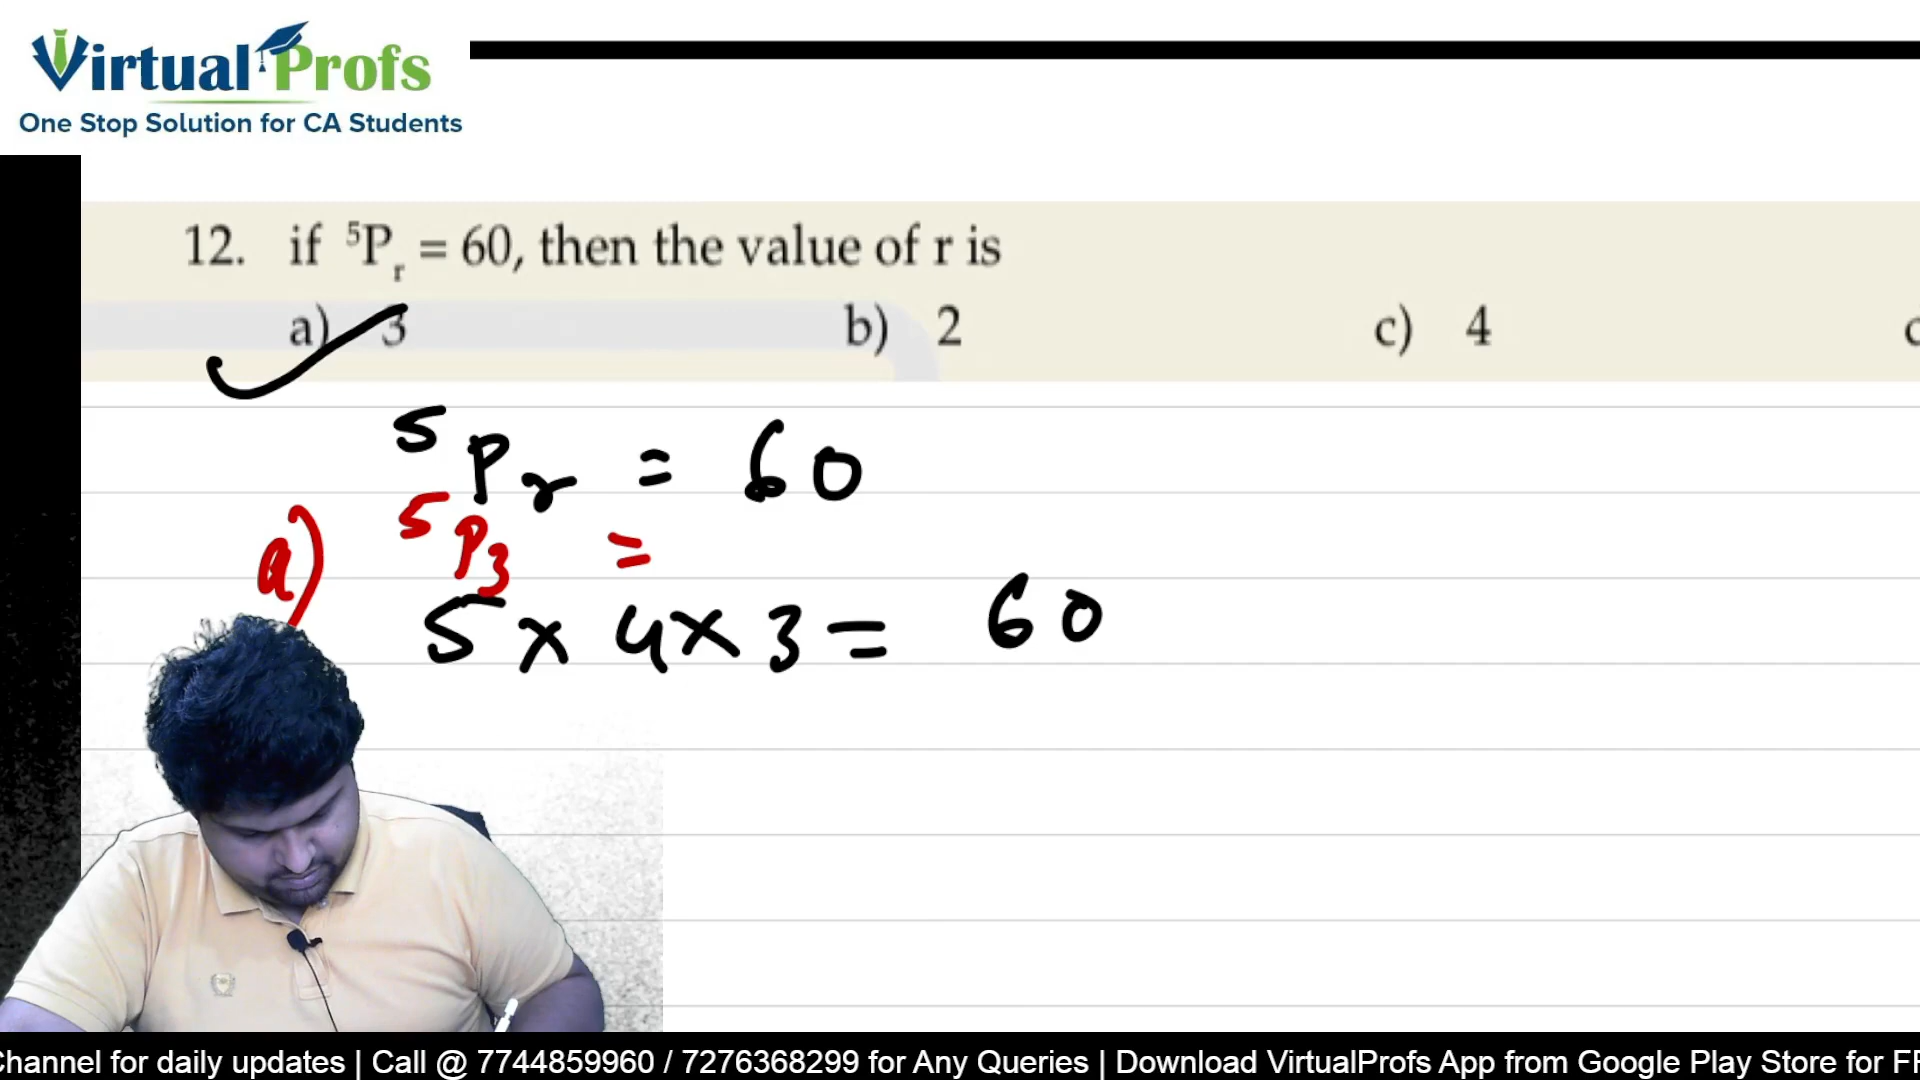 Virtual Profs
One Stop Solution for CA Students
12. if ⁵Pᵣ = 60, then the value of r is
a) 3 b) 2 c) 4
⁵Pᵣ = 60
a) ⁵P₃ =
5 x 4 x 3 = 60
Channel for daily updates | Call @ 7744859960 / 7276368299 for Any Queries | Download VirtualProfs App from Google Play Store for